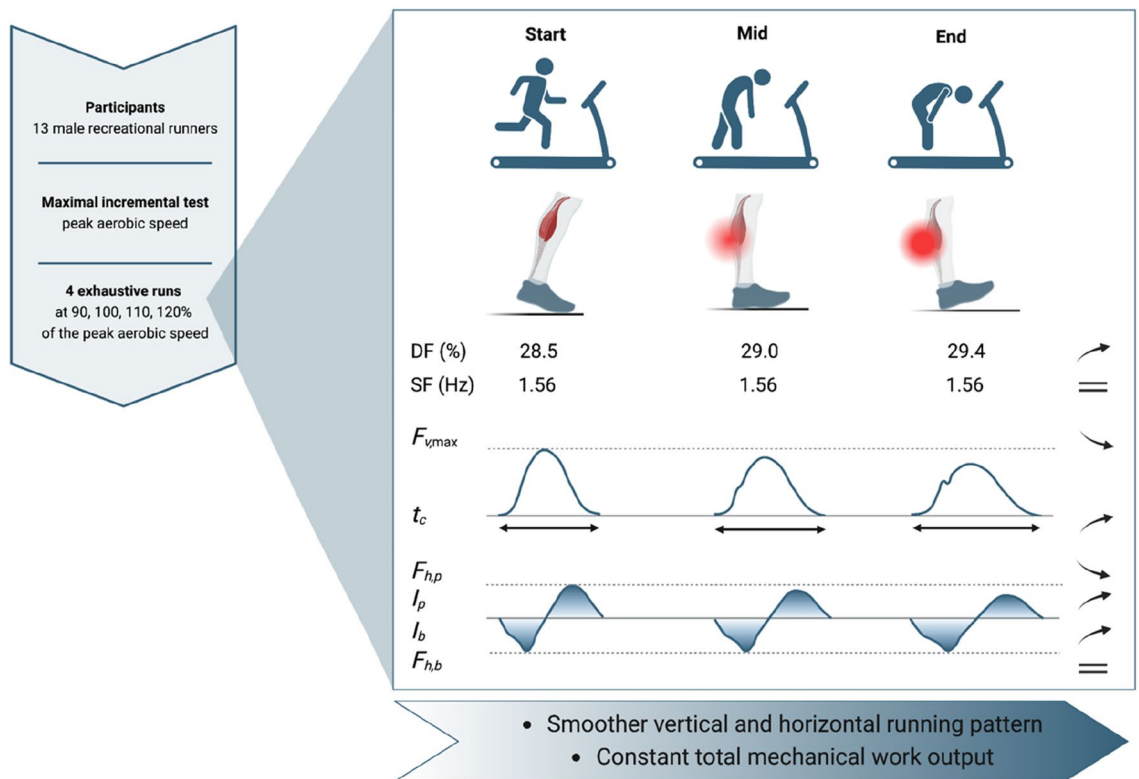 Participants
13 male recreational runners
Maximal incremental test
peak aerobic speed
4 exhaustive runs
at 90, 100, 110, 120%
of the peak aerobic speed
Start Mid End
DF (%) 28.5 29.0 29.4
SF (Hz) 1.56 1.56 1.56
Fv,max
tc
Fh,p
Ip
Ib
Fh,b
• Smoother vertical and horizontal running pattern
• Constant total mechanical work output